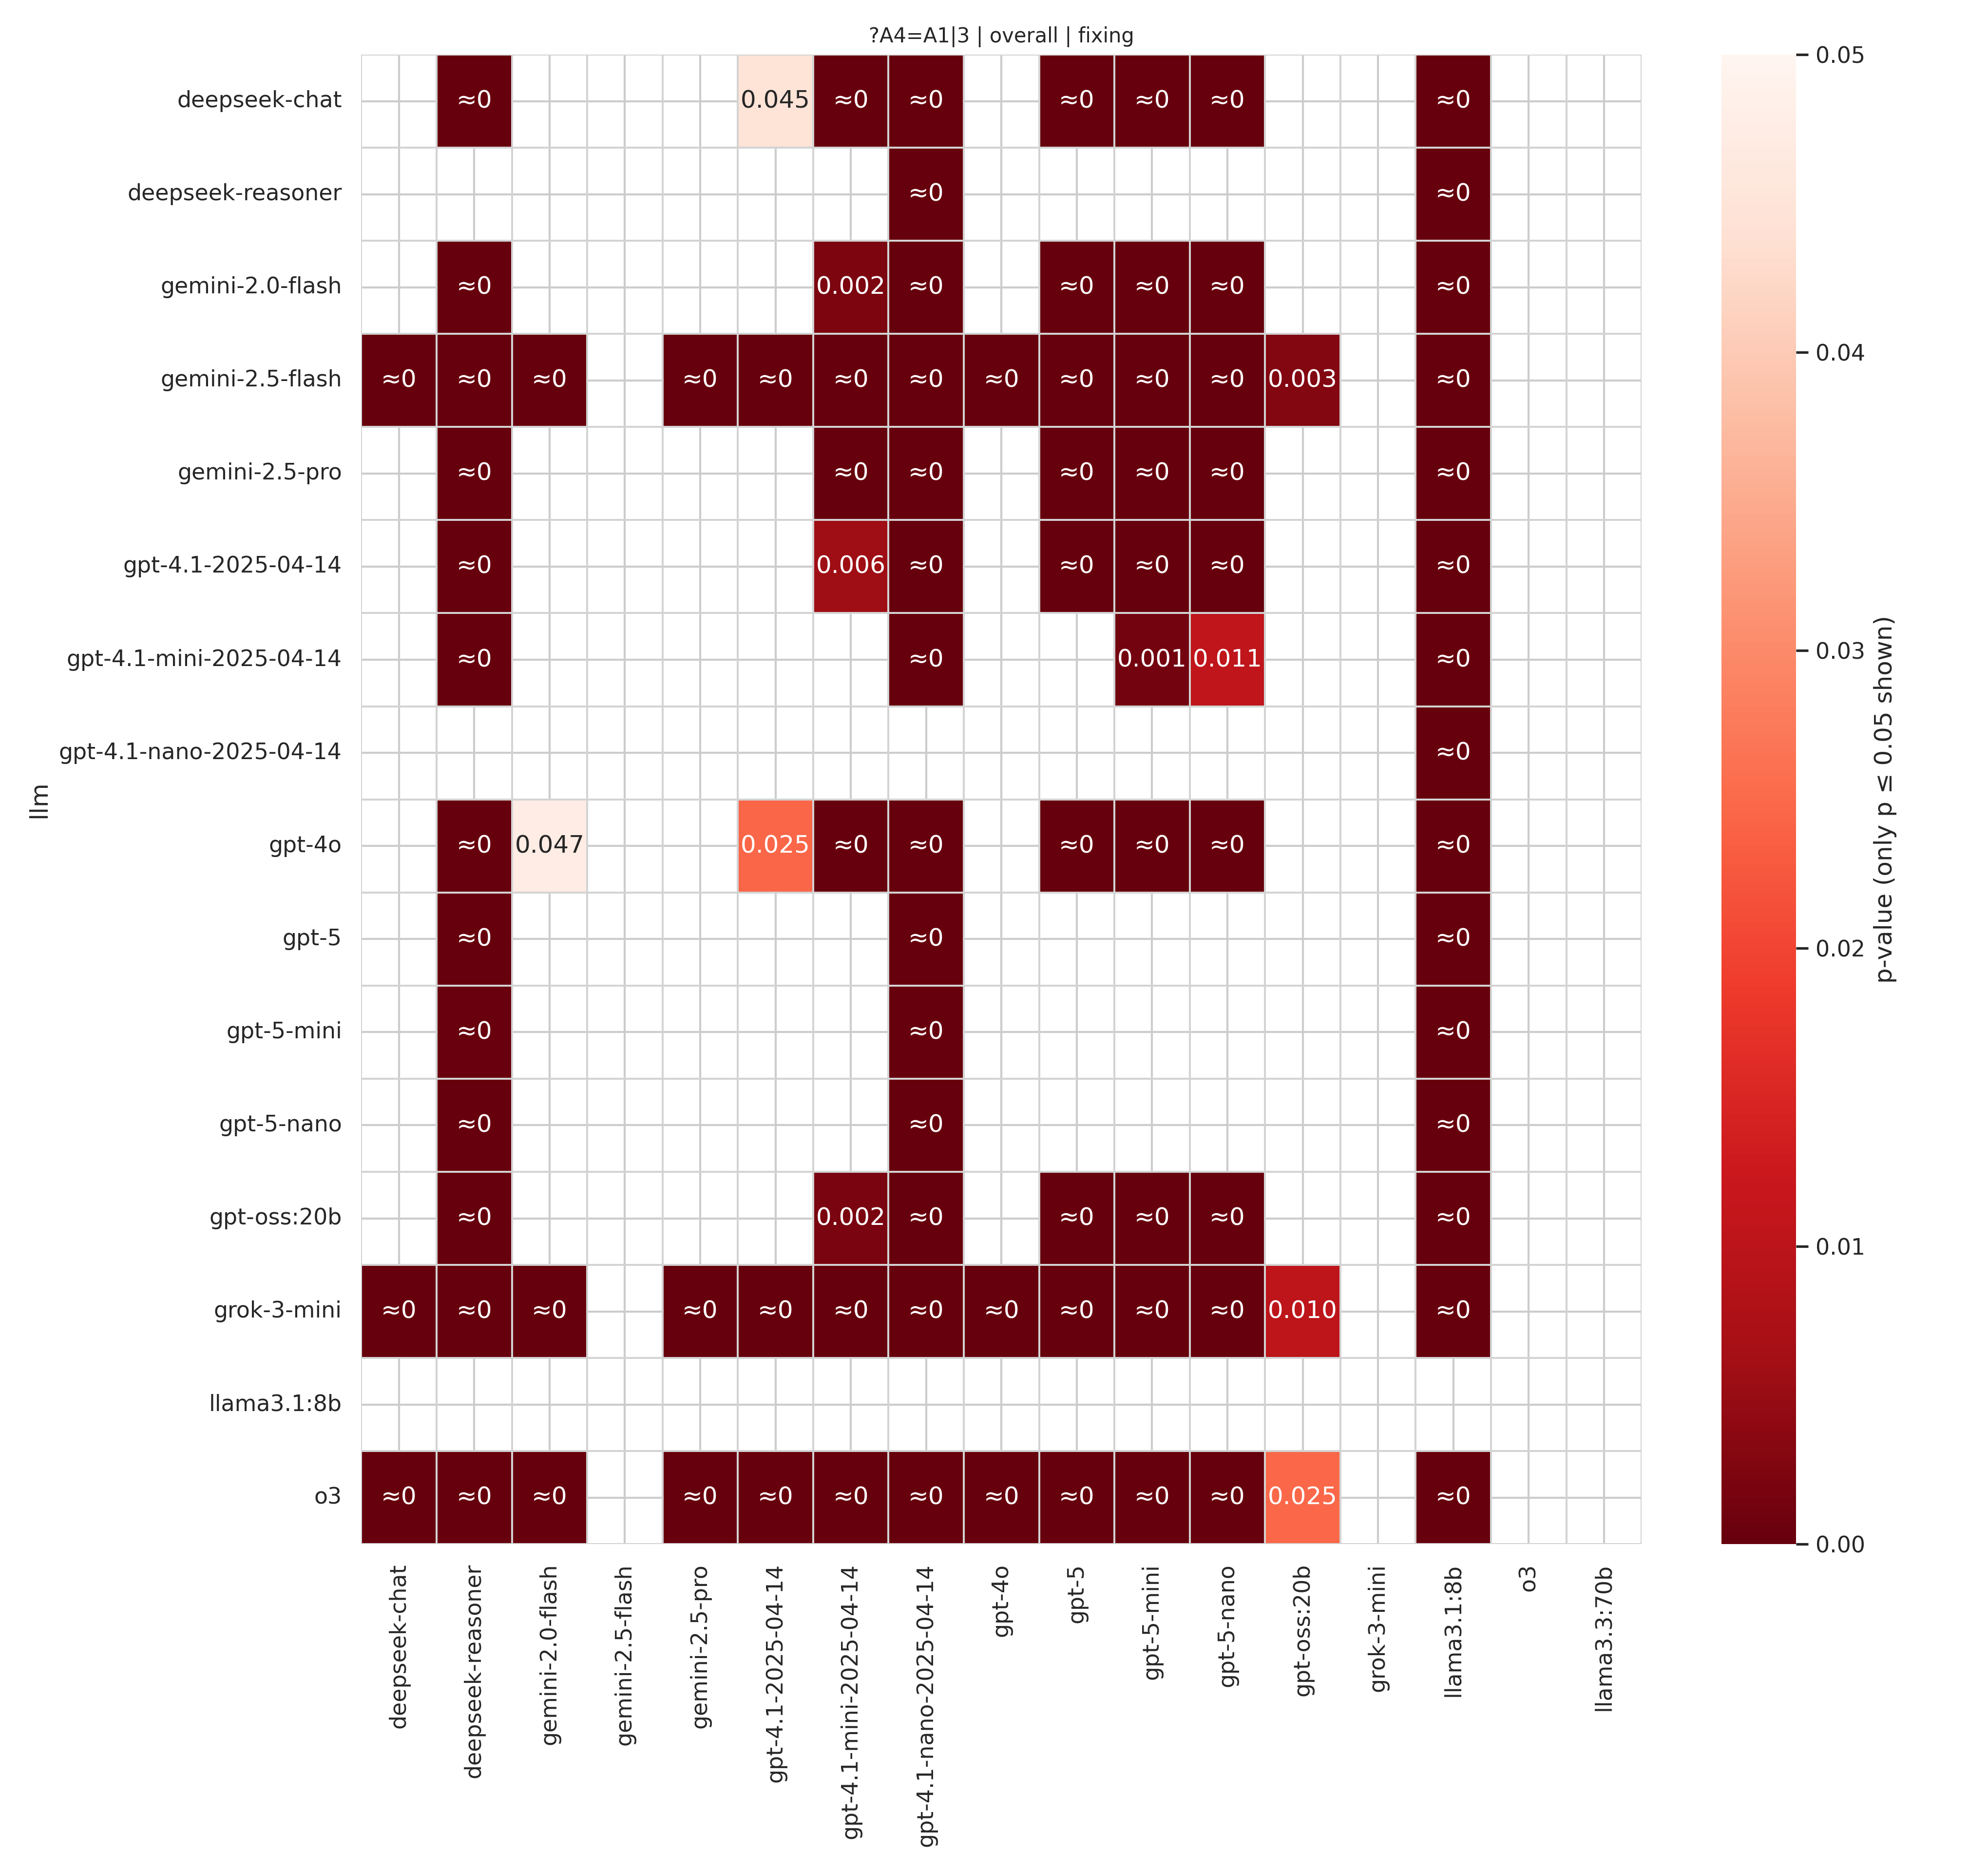 ?A4=A1|3 | overall | fixing
deepseek-chat ≈0 0.045 ≈0 ≈0 ≈0 ≈0 ≈0 ≈0
deepseek-reasoner ≈0 ≈0
gemini-2.0-flash ≈0 0.002 ≈0 ≈0 ≈0 ≈0 ≈0
gemini-2.5-flash ≈0 ≈0 ≈0 ≈0 ≈0 ≈0 ≈0 ≈0 ≈0 ≈0 ≈0 0.003 ≈0
gemini-2.5-pro ≈0 ≈0 ≈0 ≈0 ≈0 ≈0 ≈0
gpt-4.1-2025-04-14 ≈0 0.006 ≈0 ≈0 ≈0 ≈0 ≈0
gpt-4.1-mini-2025-04-14 ≈0 ≈0 0.001 0.011 ≈0
gpt-4.1-nano-2025-04-14 ≈0
gpt-4o ≈0 0.047 0.025 ≈0 ≈0 ≈0 ≈0 ≈0 ≈0
gpt-5 ≈0 ≈0 ≈0
gpt-5-mini ≈0 ≈0 ≈0
gpt-5-nano ≈0 ≈0 ≈0
gpt-oss:20b ≈0 0.002 ≈0 ≈0 ≈0 ≈0 ≈0
grok-3-mini ≈0 ≈0 ≈0 ≈0 ≈0 ≈0 ≈0 ≈0 ≈0 ≈0 ≈0 0.010 ≈0
llama3.1:8b
o3 ≈0 ≈0 ≈0 ≈0 ≈0 ≈0 ≈0 ≈0 ≈0 ≈0 ≈0 0.025 ≈0
llm
deepseek-chat
deepseek-reasoner
gemini-2.0-flash
gemini-2.5-flash
gemini-2.5-pro
gpt-4.1-2025-04-14
gpt-4.1-mini-2025-04-14
gpt-4.1-nano-2025-04-14
gpt-4o
gpt-5
gpt-5-mini
gpt-5-nano
gpt-oss:20b
grok-3-mini
llama3.1:8b
o3
llama3.3:70b
0.05
0.04
0.03
0.02
0.01
0.00
p-value (only p ≤ 0.05 shown)